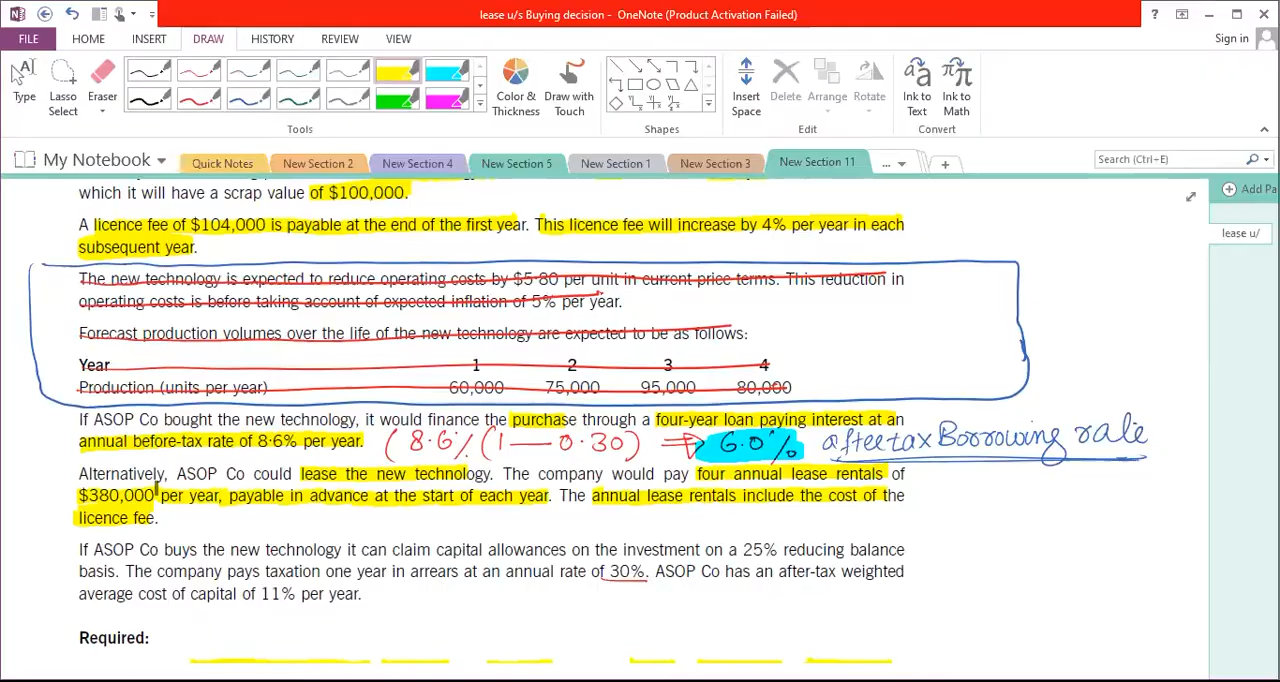 lease u/s Buying decision - OneNote (Product Activation Failed)
Sign in
FILE HOME INSERT DRAW HISTORY REVIEW VIEW
Type
Lasso Select
Eraser
Color & Thickness
Draw with Touch
Insert Space
Delete
Arrange
Rotate
Ink to Text
Ink to Math
Tools
Shapes
Edit
Convert
My Notebook
Quick Notes
New Section 2
New Section 4
New Section 5
New Section 1
New Section 3
New Section 11
...
Search (Ctrl+E)
Add Pa
lease u/
which it will have a scrap value of $100,000.
A licence fee of $104,000 is payable at the end of the first year. This licence fee will increase by 4% per year in each
subsequent year.
The new technology is expected to reduce operating costs by $5·80 per unit in current price terms. This reduction in
operating costs is before taking account of expected inflation of 5% per year.
Forecast production volumes over the life of the new technology are expected to be as follows:
Year 1 2 3 4
Production (units per year) 60,000 75,000 95,000 80,000
If ASOP Co bought the new technology, it would finance the purchase through a four-year loan paying interest at an
annual before-tax rate of 8·6% per year.
(8.6% (1 — 0.30) ⇒ 6.0% after tax Borrowing rate
Alternatively, ASOP Co could lease the new technology. The company would pay four annual lease rentals of
$380,000 per year, payable in advance at the start of each year. The annual lease rentals include the cost of the
licence fee.
If ASOP Co buys the new technology it can claim capital allowances on the investment on a 25% reducing balance
basis. The company pays taxation one year in arrears at an annual rate of 30%. ASOP Co has an after-tax weighted
average cost of capital of 11% per year.
Required: